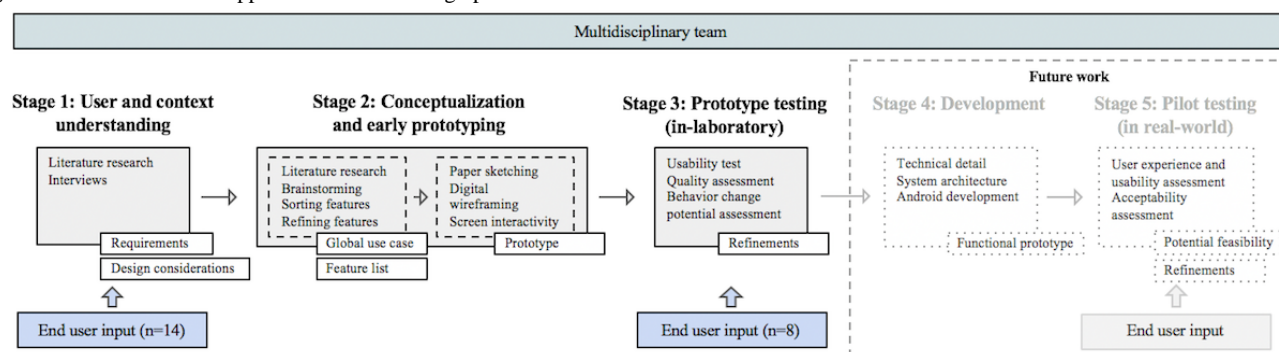 Multidisciplinary team
Future work
Stage 1: User and context
understanding
Literature research
Interviews
Requirements
Design considerations
End user input (n=14)
Stage 2: Conceptualization
and early prototyping
Literature research
Brainstorming
Sorting features
Refining features
Global use case
Feature list
Paper sketching
Digital
wireframing
Screen interactivity
Prototype
Stage 3: Prototype testing
(in-laboratory)
Usability test
Quality assessment
Behavior change
potential assessment
Refinements
End user input (n=8)
Stage 4: Development
Technical detail
System architecture
Android development
Functional prototype
Stage 5: Pilot testing
(in real-world)
User experience and
usability assessment
Acceptability
assessment
Potential feasibility
Refinements
End user input